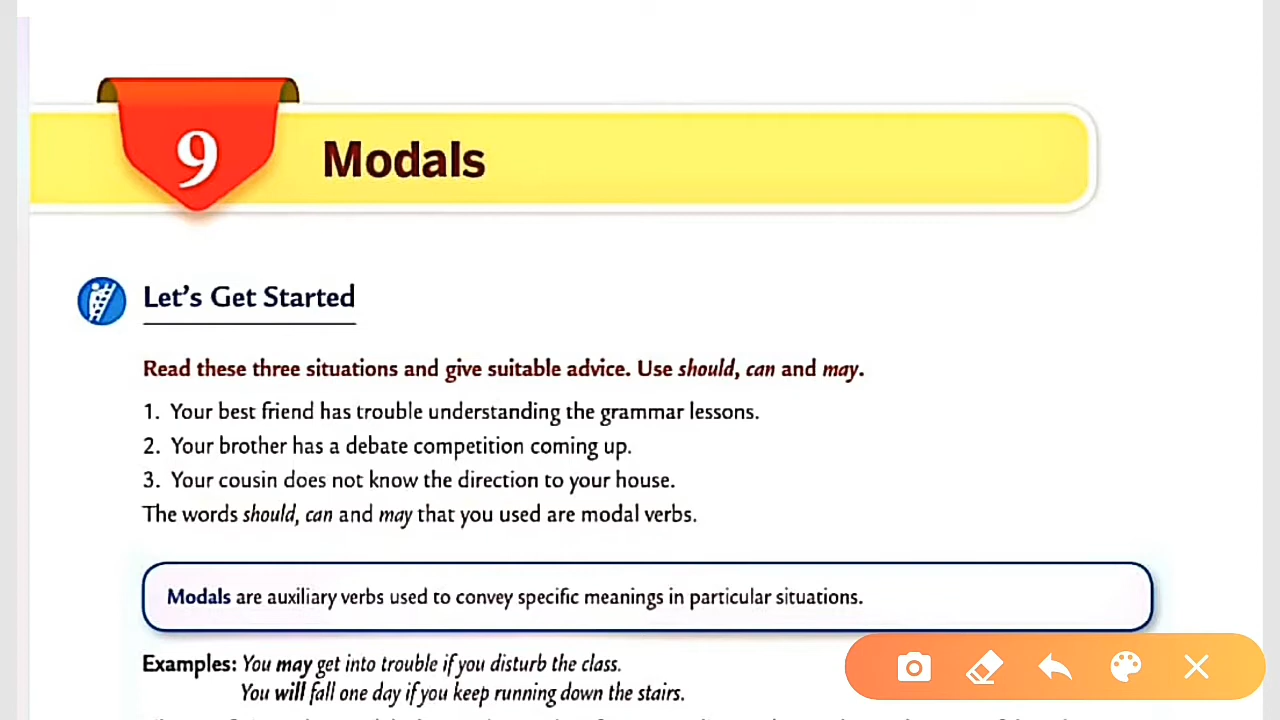 9
Modals
Let's Get Started
Read these three situations and give suitable advice. Use should, can and may.
1. Your best friend has trouble understanding the grammar lessons.
2. Your brother has a debate competition coming up.
3. Your cousin does not know the direction to your house.
The words should, can and may that you used are modal verbs.
Modals are auxiliary verbs used to convey specific meanings in particular situations.
Examples: You may get into trouble if you disturb the class.
You will fall one day if you keep running down the stairs.